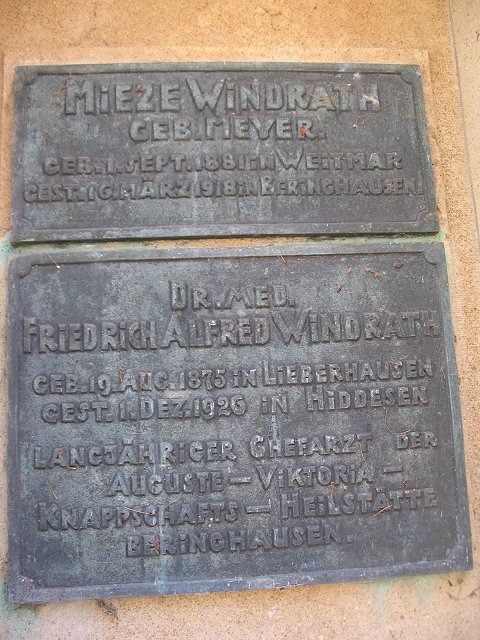 MIEZE WINDRATH
GEB. MEYER.
GEB. 1. SEPT. 1881 IN WEITMAR
GEST. 16. MÄRZ 1918 IN BERINGHAUSEN.
DR. MED.
FRIEDRICH ALFRED WINDRATH
GEB. 19. AUG. 1875 IN LIEBERHAUSEN
GEST. 1. DEZ. 1926 IN HIDDESEN
LANGJÄHRIGER CHEFARZT DER
AUGUSTE – VIKTORIA –
KNAPPSCHAFTS – HEILSTÄTTE
BERINGHAUSEN.